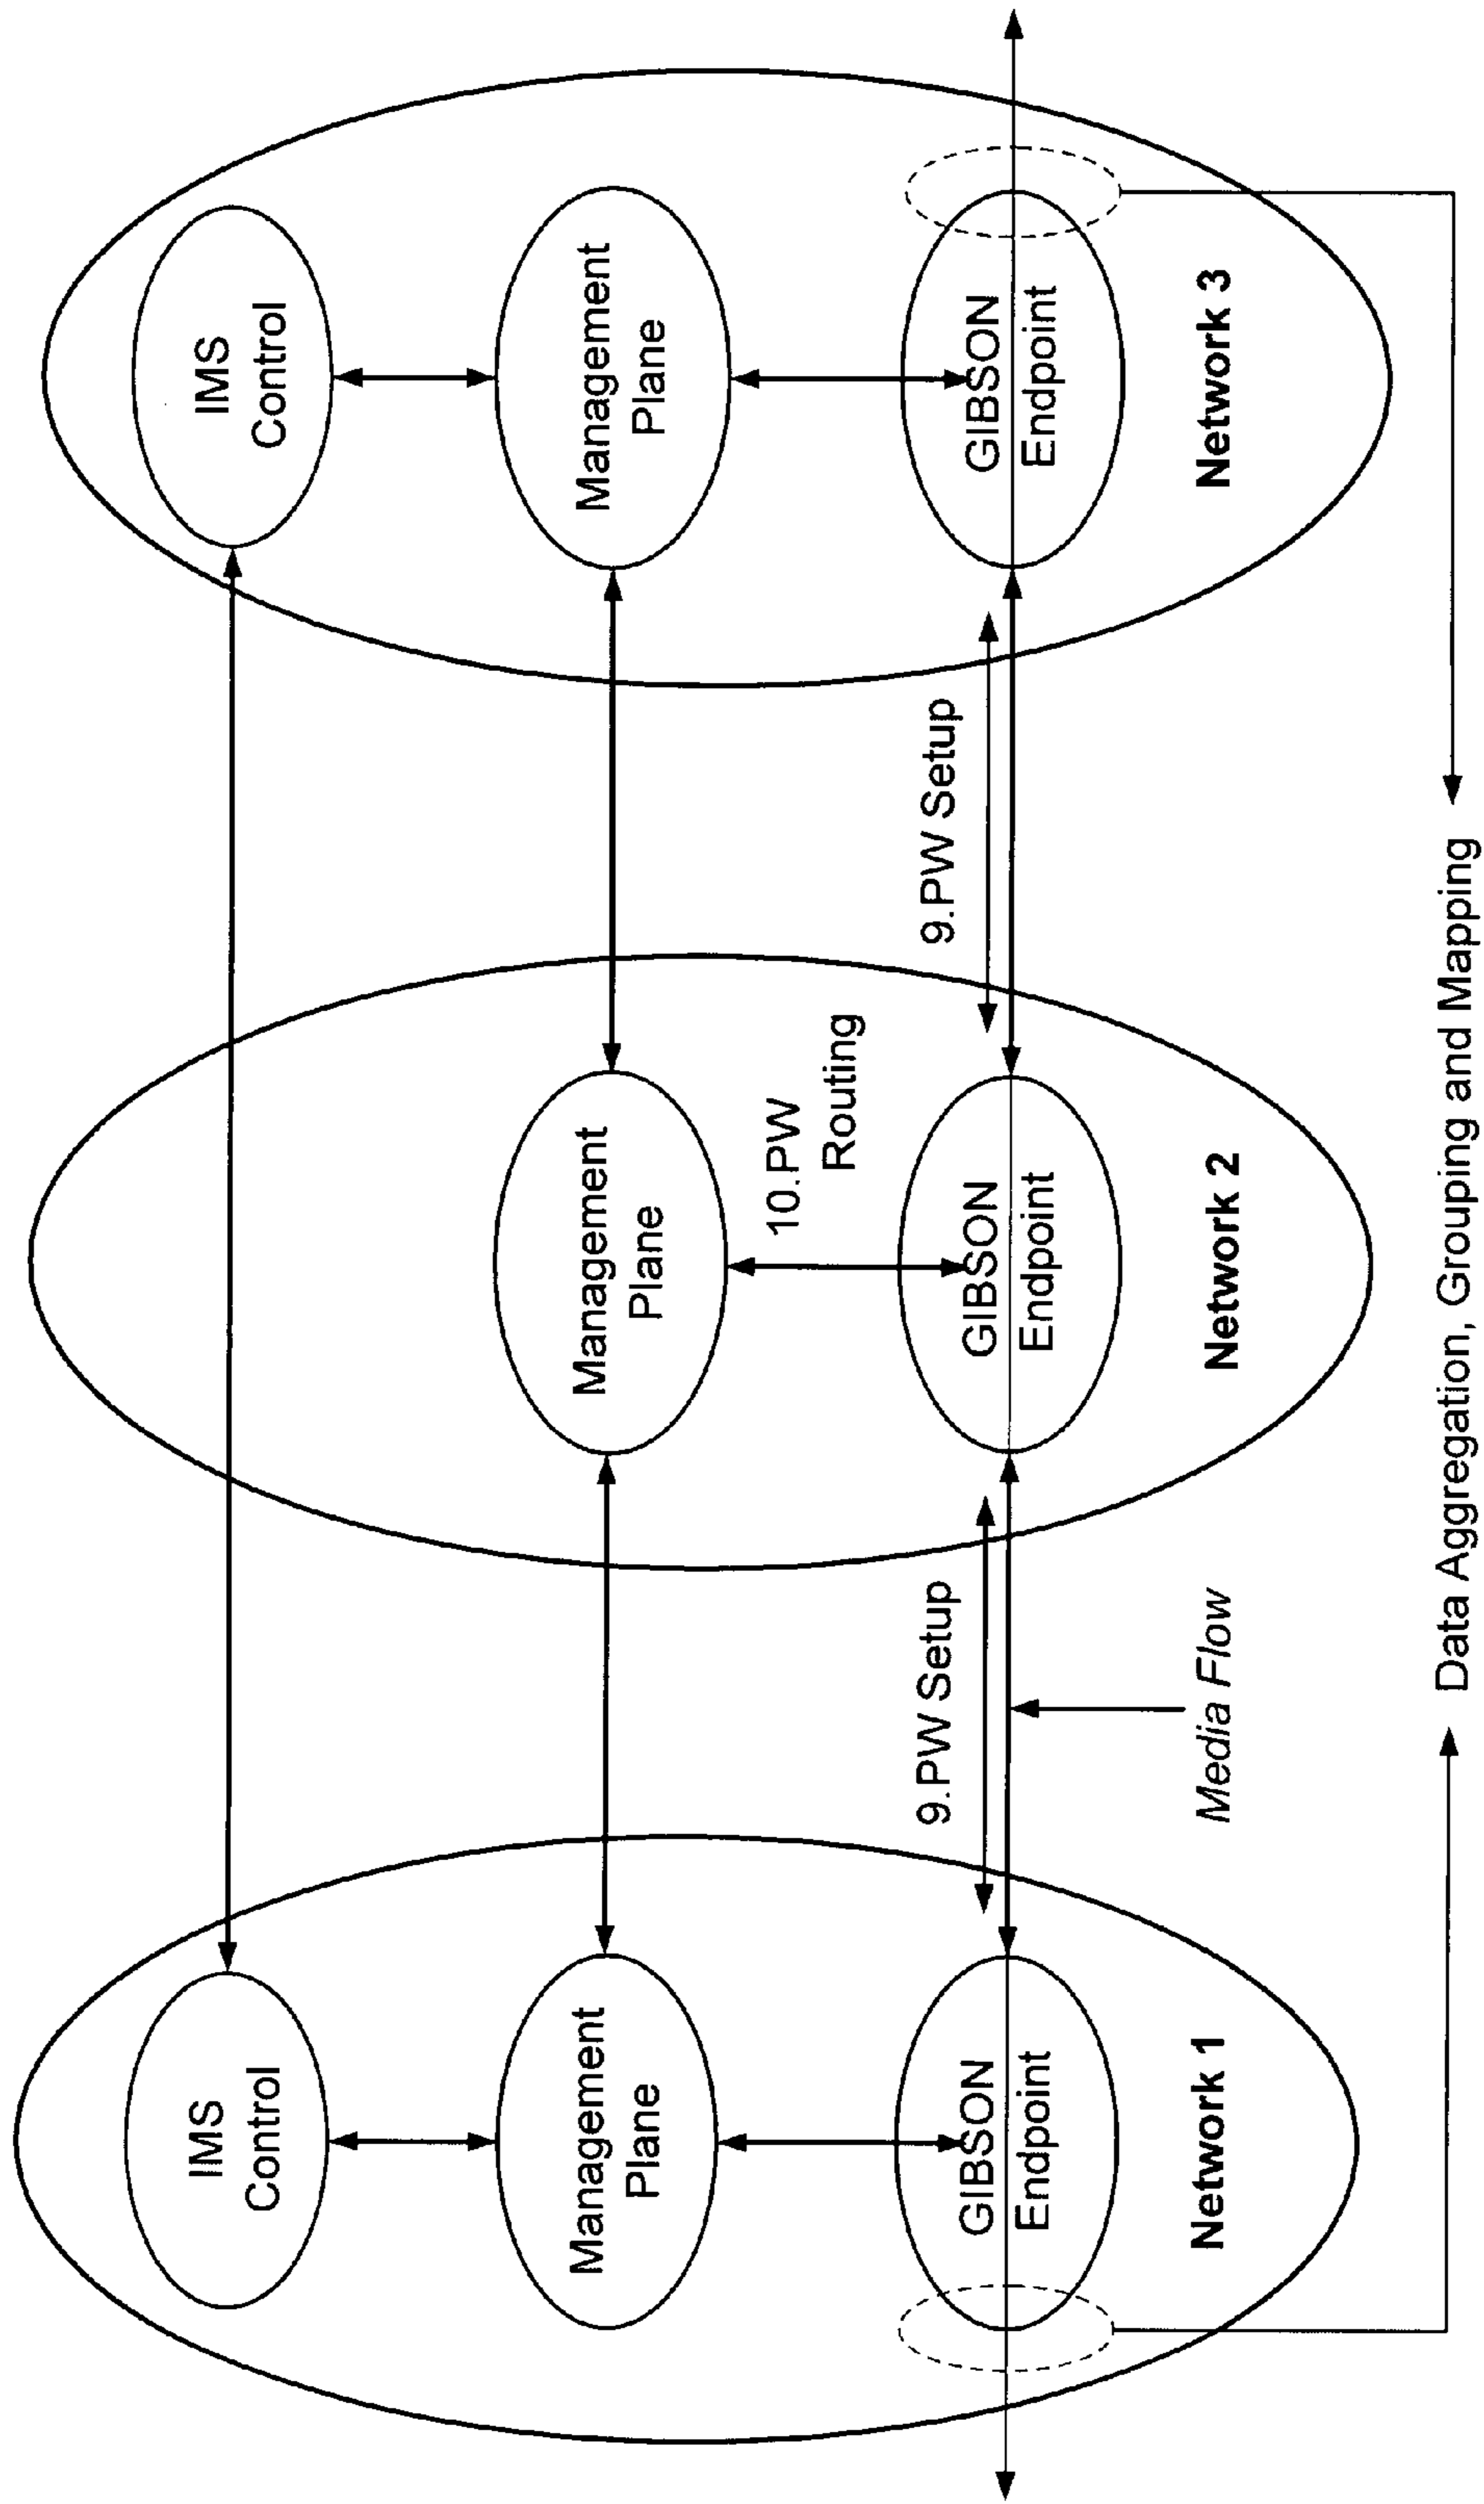 IMS
Control
Management
Plane
GIBSON
Endpoint
Network 1
9.PW Setup
Media Flow
Management
Plane
10.PW
Routing
GIBSON
Endpoint
Network 2
9.PW Setup
IMS
Control
Management
Plane
GIBSON
Endpoint
Network 3
Data Aggregation, Grouping and Mapping